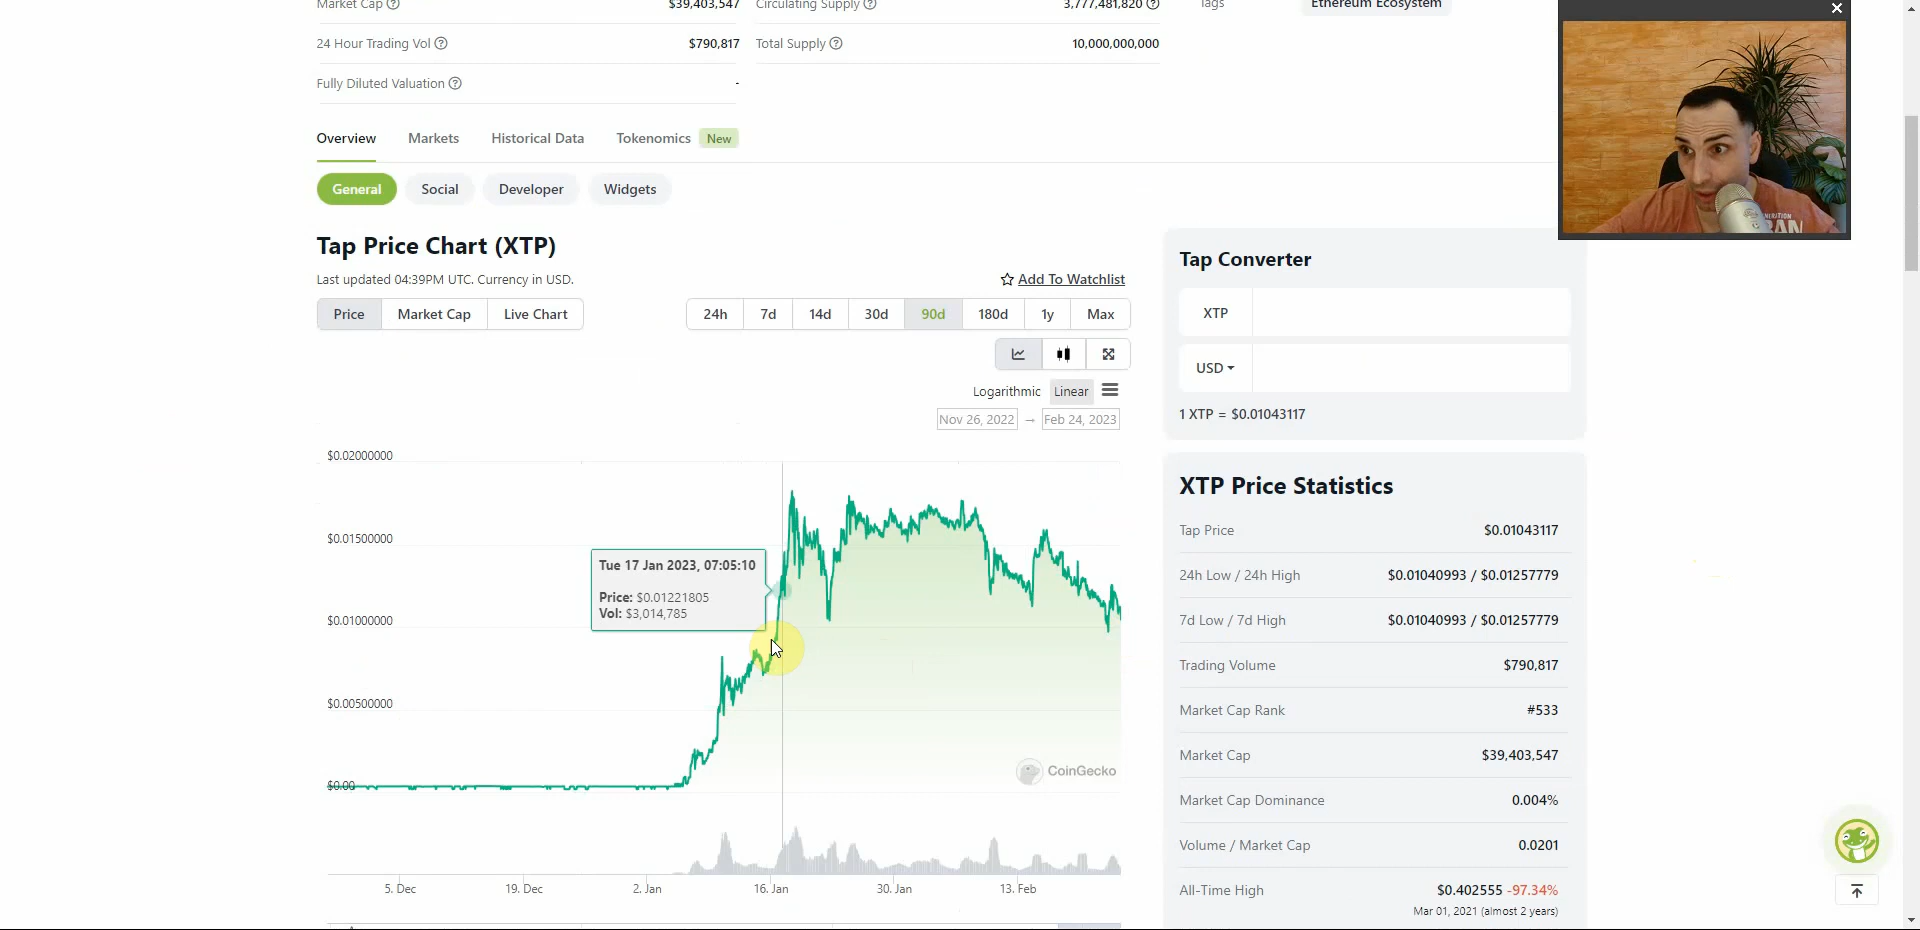 Market Cap
$39,403,547
Circulating Supply
3,777,481,820
Tags
Ethereum Ecosystem
24 Hour Trading Vol
$790,817
Total Supply
10,000,000,000
Fully Diluted Valuation
-
Overview
Markets
Historical Data
Tokenomics
New
General
Social
Developer
Widgets
Tap Price Chart (XTP)
Last updated 04:39PM UTC. Currency in USD.
Add To Watchlist
Price
Market Cap
Live Chart
24h
7d
14d
30d
90d
180d
1y
Max
Logarithmic
Linear
Nov 26, 2022 → Feb 24, 2023
$0.02000000
$0.01500000
$0.01000000
$0.00500000
$0.00
Tue 17 Jan 2023, 07:05:10
Price: $0.01221805
Vol: $3,014,785
CoinGecko
5. Dec
19. Dec
2. Jan
16. Jan
30. Jan
13. Feb
Tap Converter
XTP
USD
1 XTP = $0.01043117
XTP Price Statistics
Tap Price
$0.01043117
24h Low / 24h High
$0.01040993 / $0.01257779
7d Low / 7d High
$0.01040993 / $0.01257779
Trading Volume
$790,817
Market Cap Rank
#533
Market Cap
$39,403,547
Market Cap Dominance
0.004%
Volume / Market Cap
0.0201
All-Time High
$0.402555 -97.34%
Mar 01, 2021 (almost 2 years)